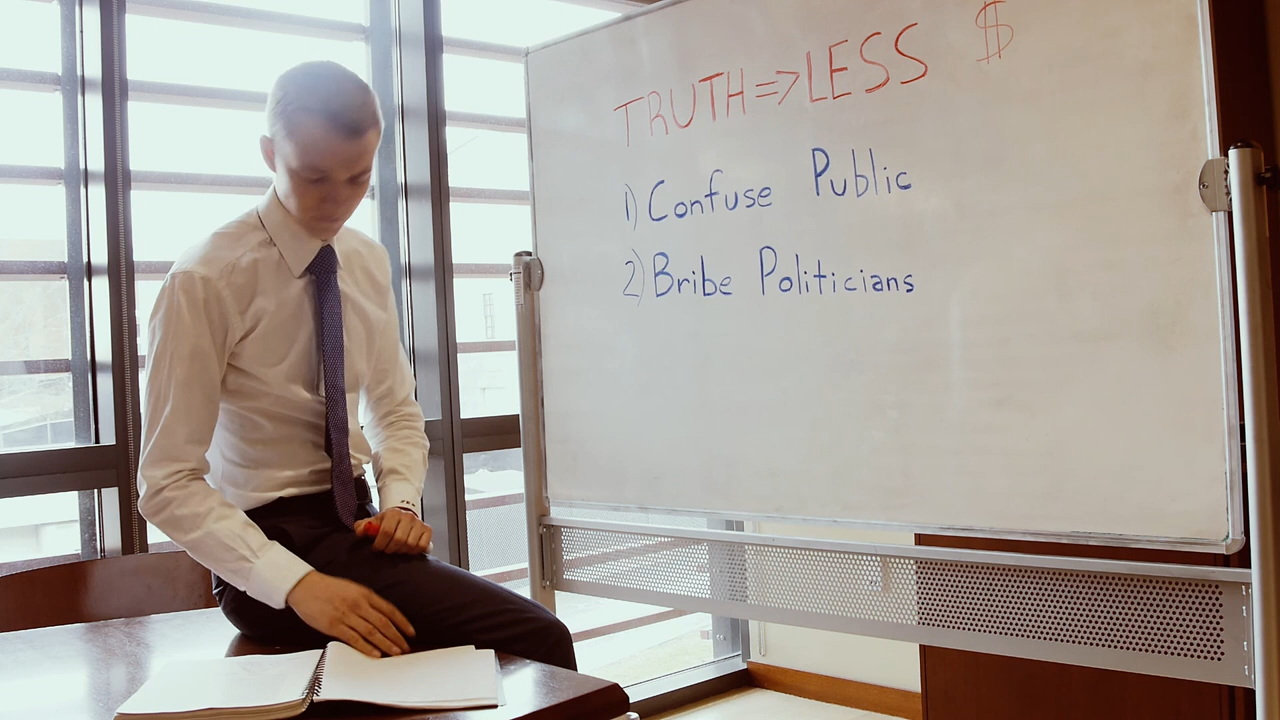 TRUTH => LESS $
1) Confuse Public
2) Bribe Politicians